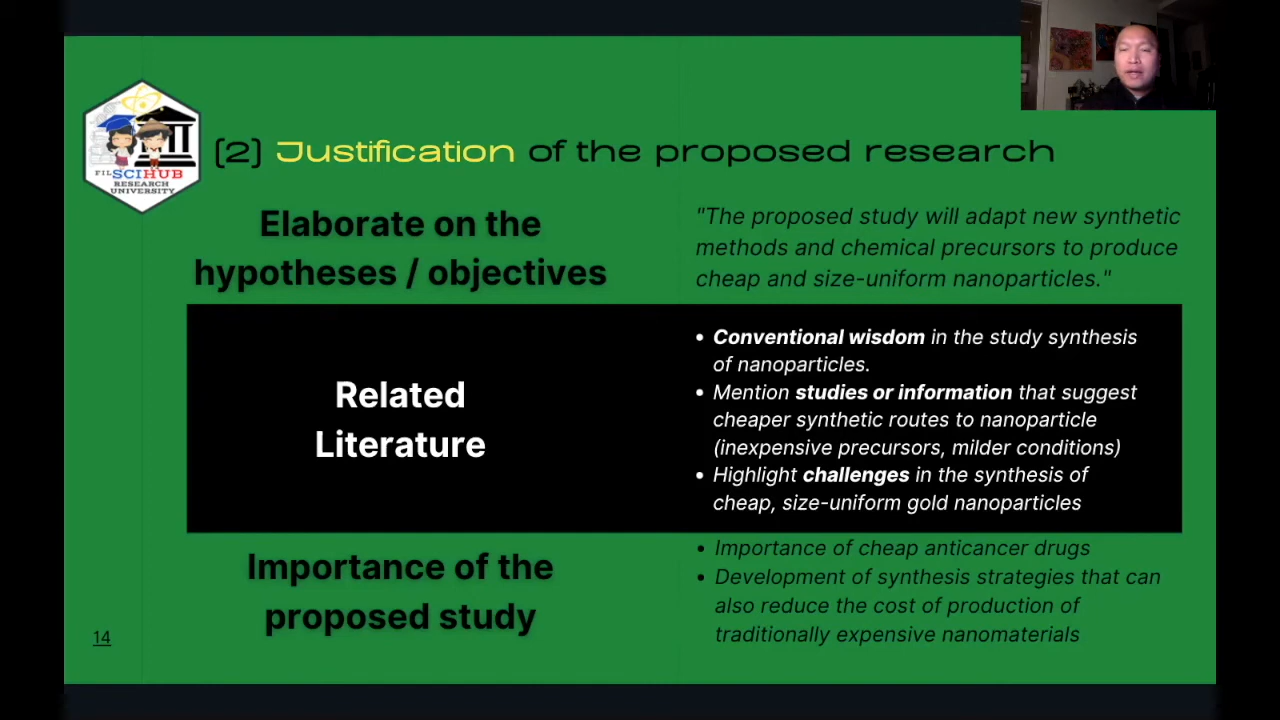 FILSCIHUB
RESEARCH
UNIVERSITY
(2) Justification of the proposed research
Elaborate on the
hypotheses / objectives
"The proposed study will adapt new synthetic
methods and chemical precursors to produce
cheap and size-uniform nanoparticles."
Related
Literature
• Conventional wisdom in the study synthesis
of nanoparticles.
• Mention studies or information that suggest
cheaper synthetic routes to nanoparticle
(inexpensive precursors, milder conditions)
• Highlight challenges in the synthesis of
cheap, size-uniform gold nanoparticles
Importance of the
proposed study
• Importance of cheap anticancer drugs
• Development of synthesis strategies that can
also reduce the cost of production of
traditionally expensive nanomaterials
14